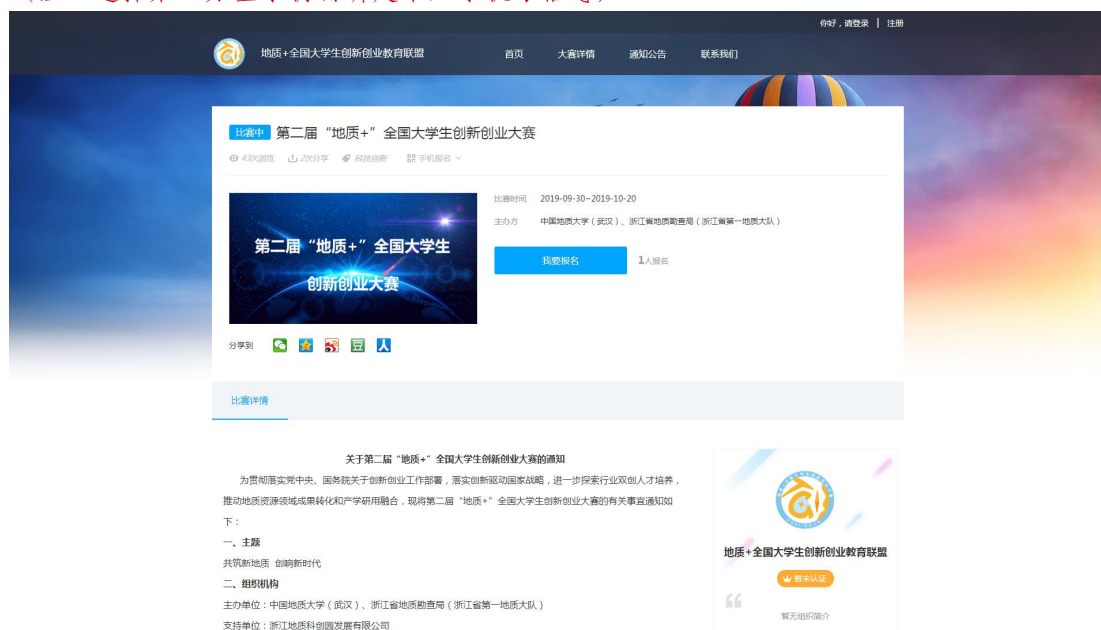 你好，请登录 | 注册
地质+全国大学生创新创业教育联盟 首页 大赛详情 通知公告 联系我们
比赛中 第二届“地质+”全国大学生创新创业大赛
43次浏览 2次分享 科技创新 手机报名
第二届“地质+”全国大学生
创新创业大赛
比赛时间 2019-09-30~2019-10-20
主办方 中国地质大学（武汉）、浙江省地质勘查局（浙江省第一地质大队）
我要报名 1人报名
分享到 豆 人
比赛详情
关于第二届“地质+”全国大学生创新创业大赛的通知
为贯彻落实党中央、国务院关于创新创业工作部署，落实创新驱动国家战略，进一步探索行业双创人才培养，
推动地质资源领域成果转化和产学研用融合，现将第二届“地质+”全国大学生创新创业大赛的有关事宜通知如
下：
一、主题
共筑新地质 创响新时代
二、组织机构
主办单位：中国地质大学（武汉）、浙江省地质勘查局（浙江省第一地质大队）
支持单位：浙江地质科创园发展有限公司
地质+全国大学生创新创业教育联盟
暂未认证
暂无组织简介